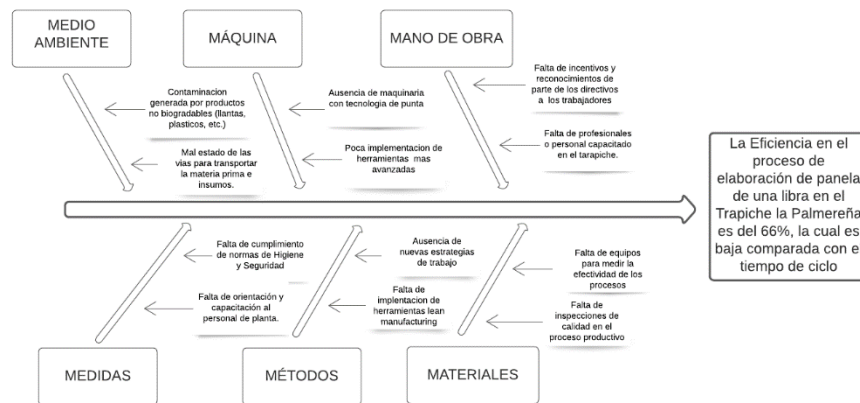 MEDIO
AMBIENTE
MÁQUINA
MANO DE OBRA
Contaminacion
generada por productos
no biogradables (llantas,
plasticos, etc.)
Mal estado de las
vias para transportar
la materia prima e
insumos.
Ausencia de maquinaria
con tecnologia de punta
Poca implementacion de
herramientas mas
avanzadas
Falta de incentivos y
reconocimientos de
parte de los directivos
a los trabajadores
Falta de profesionales
o personal capacitado
en el tarapiche.
La Eficiencia en el
proceso de
elaboración de panela
de una libra en el
Trapiche la Palmereña
es del 66%, la cual es
baja comparada con e
tiempo de ciclo
Falta de cumplimiento
de normas de Higiene
y Seguridad
Falta de orientación y
capacitación al
personal de planta.
Ausencia de
nuevas estrategias
de trabajo
Falta de
implentacion de
herramientas lean
manufacturing
Falta de equipos
para medir la
efectividad de los
procesos
Falta de
inspecciones de
calidad en el
proceso productivo
MEDIDAS
MÉTODOS
MATERIALES